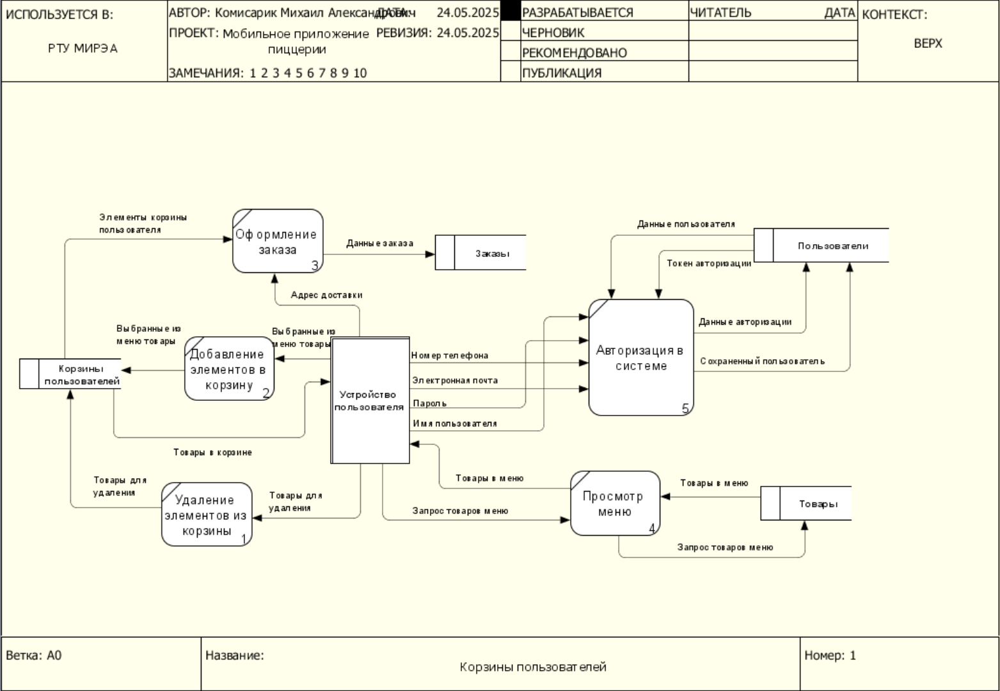 ИСПОЛЬЗУЕТСЯ В:
РТУ МИРЭА
АВТОР: Комисарик Михаил Александрович
ДАТА: 24.05.2025
ПРОЕКТ: Мобильное приложение
пиццерии
РЕВИЗИЯ: 24.05.2025
ЗАМЕЧАНИЯ: 1 2 3 4 5 6 7 8 9 10
РАЗРАБАТЫВАЕТСЯ
ЧЕРНОВИК
РЕКОМЕНДОВАНО
ПУБЛИКАЦИЯ
ЧИТАТЕЛЬ ДАТА
КОНТЕКСТ:
ВЕРХ
Элементы корзины
пользователя
Оформление
заказа
3
Данные заказа
Заказы
Данные пользователя
Пользователи
Токен авторизации
Адрес доставки
Выбранные из
меню товары
Добавление
элементов в
корзину
2
Выбранные из
меню товары
Корзины
пользователей
Устройство
пользователя
Номер телефона
Электронная почта
Пароль
Имя пользователя
Авторизация в
системе
5
Данные авторизации
Сохраненный пользователь
Товары в корзине
Товары для
удаления
Удаление
элементов из
корзины
1
Товары для
удаления
Товары в меню
Запрос товаров меню
Просмотр
меню
4
Товары в меню
Товары
Запрос товаров меню
Ветка: A0
Название:
Корзины пользователей
Номер: 1